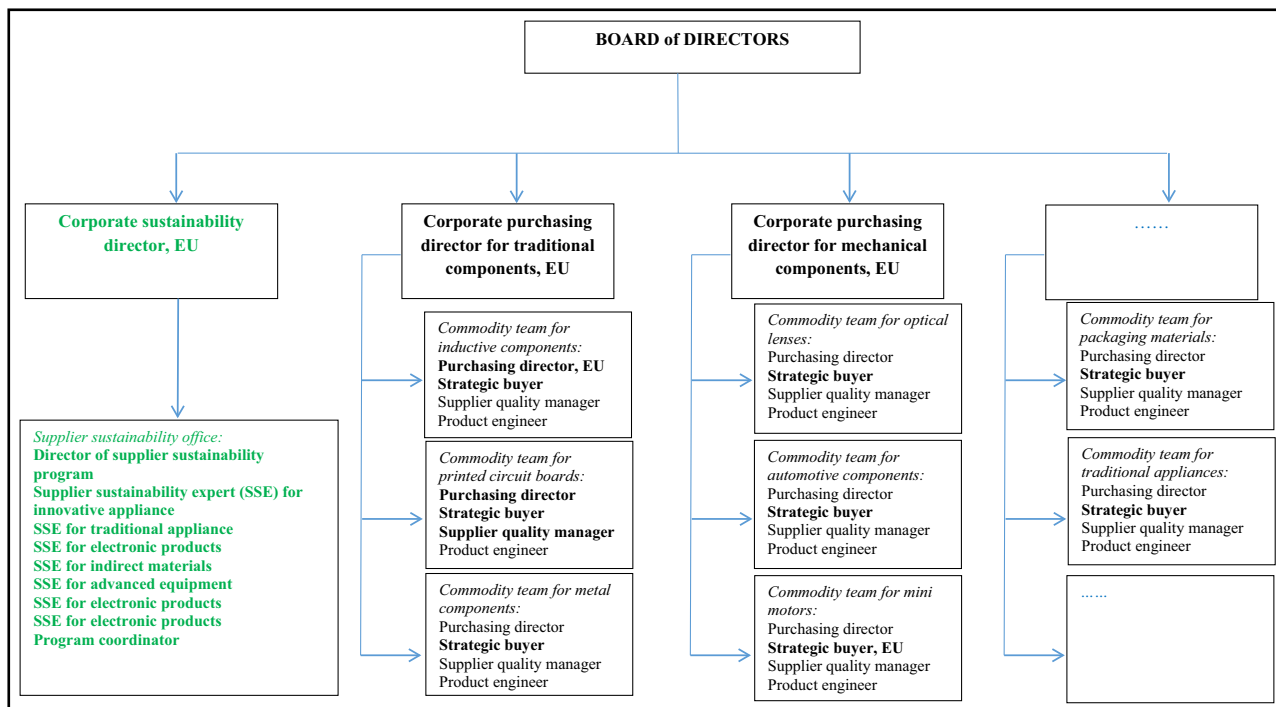 BOARD of DIRECTORS
Corporate sustainability
director, EU
Corporate purchasing
director for traditional
components, EU
Corporate purchasing
director for mechanical
components, EU
……
Supplier sustainability office:
Director of supplier sustainability
program
Supplier sustainability expert (SSE) for
innovative appliance
SSE for traditional appliance
SSE for electronic products
SSE for indirect materials
SSE for advanced equipment
SSE for electronic products
SSE for electronic products
Program coordinator
Commodity team for
inductive components:
Purchasing director, EU
Strategic buyer
Supplier quality manager
Product engineer
Commodity team for
printed circuit boards:
Purchasing director
Strategic buyer
Supplier quality manager
Product engineer
Commodity team for metal
components:
Purchasing director
Strategic buyer
Supplier quality manager
Product engineer
Commodity team for optical
lenses:
Purchasing director
Strategic buyer
Supplier quality manager
Product engineer
Commodity team for
automotive components:
Purchasing director
Strategic buyer
Supplier quality manager
Product engineer
Commodity team for mini
motors:
Purchasing director
Strategic buyer, EU
Supplier quality manager
Product engineer
Commodity team for
packaging materials:
Purchasing director
Strategic buyer
Supplier quality manager
Product engineer
Commodity team for
traditional appliances:
Purchasing director
Strategic buyer
Supplier quality manager
Product engineer
……